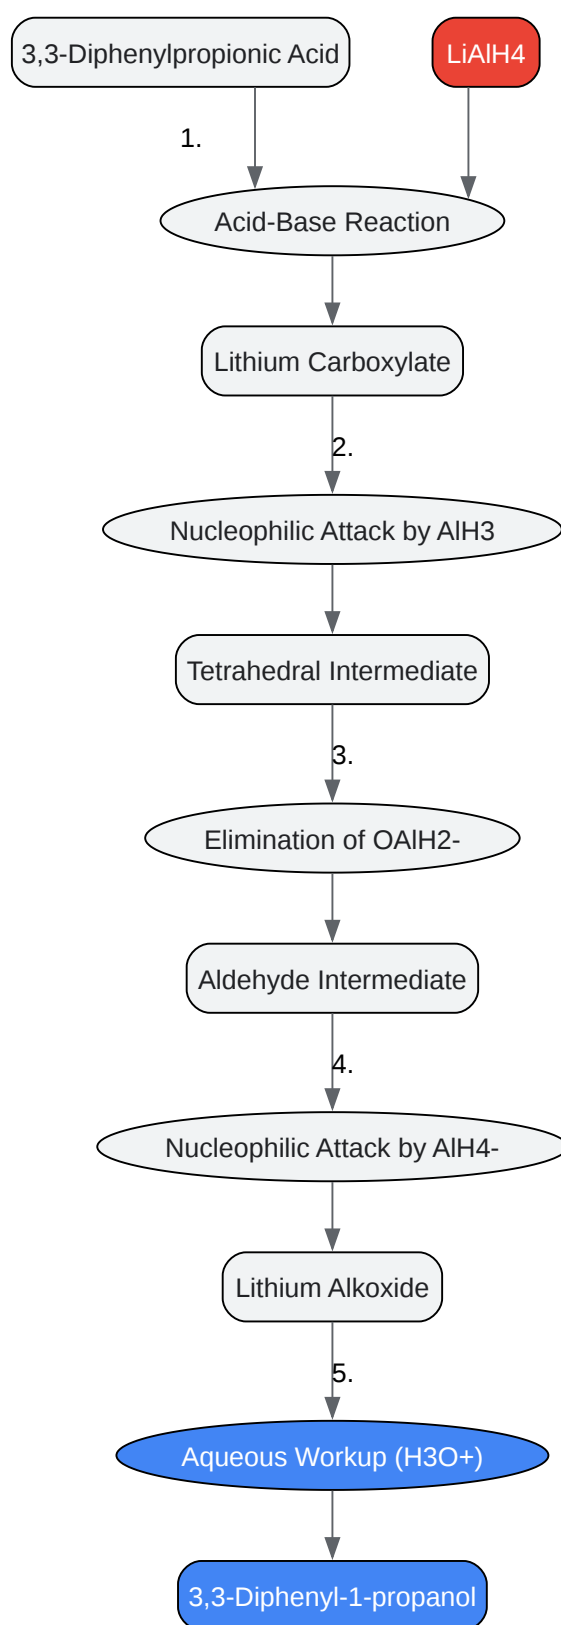 3,3-Diphenylpropionic Acid
LiAlH4
1.
Acid-Base Reaction
Lithium Carboxylate
2.
Nucleophilic Attack by AlH3
Tetrahedral Intermediate
3.
Elimination of OAlH2-
Aldehyde Intermediate
4.
Nucleophilic Attack by AlH4-
Lithium Alkoxide
5.
Aqueous Workup (H3O+)
3,3-Diphenyl-1-propanol